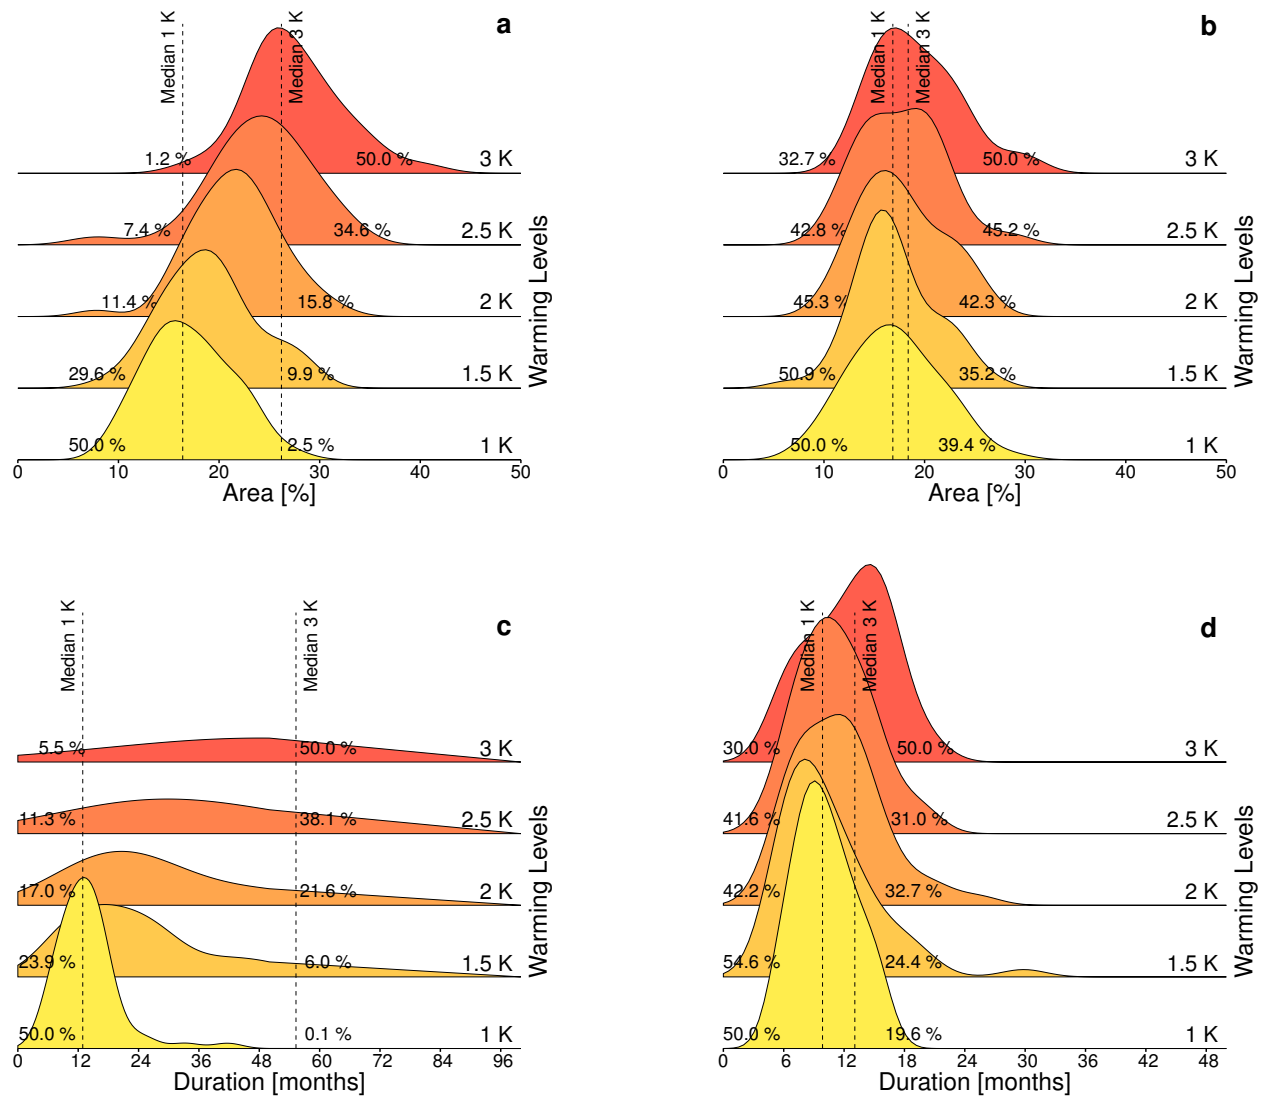 a
Median 1 K
Median 3 K
1.2 %
50.0 %
3 K
7.4 %
34.6 %
2.5 K
11.4 %
15.8 %
2 K
29.6 %
9.9 %
1.5 K
50.0 %
2.5 %
1 K
Warming Levels
0 10 20 30 40 50
Area [%]
b
Median 1 K
Median 3 K
32.7 %
50.0 %
3 K
42.8 %
45.2 %
2.5 K
45.3 %
42.3 %
2 K
50.9 %
35.2 %
1.5 K
50.0 %
39.4 %
1 K
Warming Levels
0 10 20 30 40 50
Area [%]
c
Median 1 K
Median 3 K
5.5 %
50.0 %
3 K
11.3 %
38.1 %
2.5 K
17.0 %
21.6 %
2 K
23.9 %
6.0 %
1.5 K
50.0 %
0.1 %
1 K
Warming Levels
0 12 24 36 48 60 72 84 96
Duration [months]
d
Median 1 K
Median 3 K
30.0 %
50.0 %
3 K
41.6 %
31.0 %
2.5 K
42.2 %
32.7 %
2 K
54.6 %
24.4 %
1.5 K
50.0 %
19.6 %
1 K
Warming Levels
0 6 12 18 24 30 36 42 48
Duration [months]